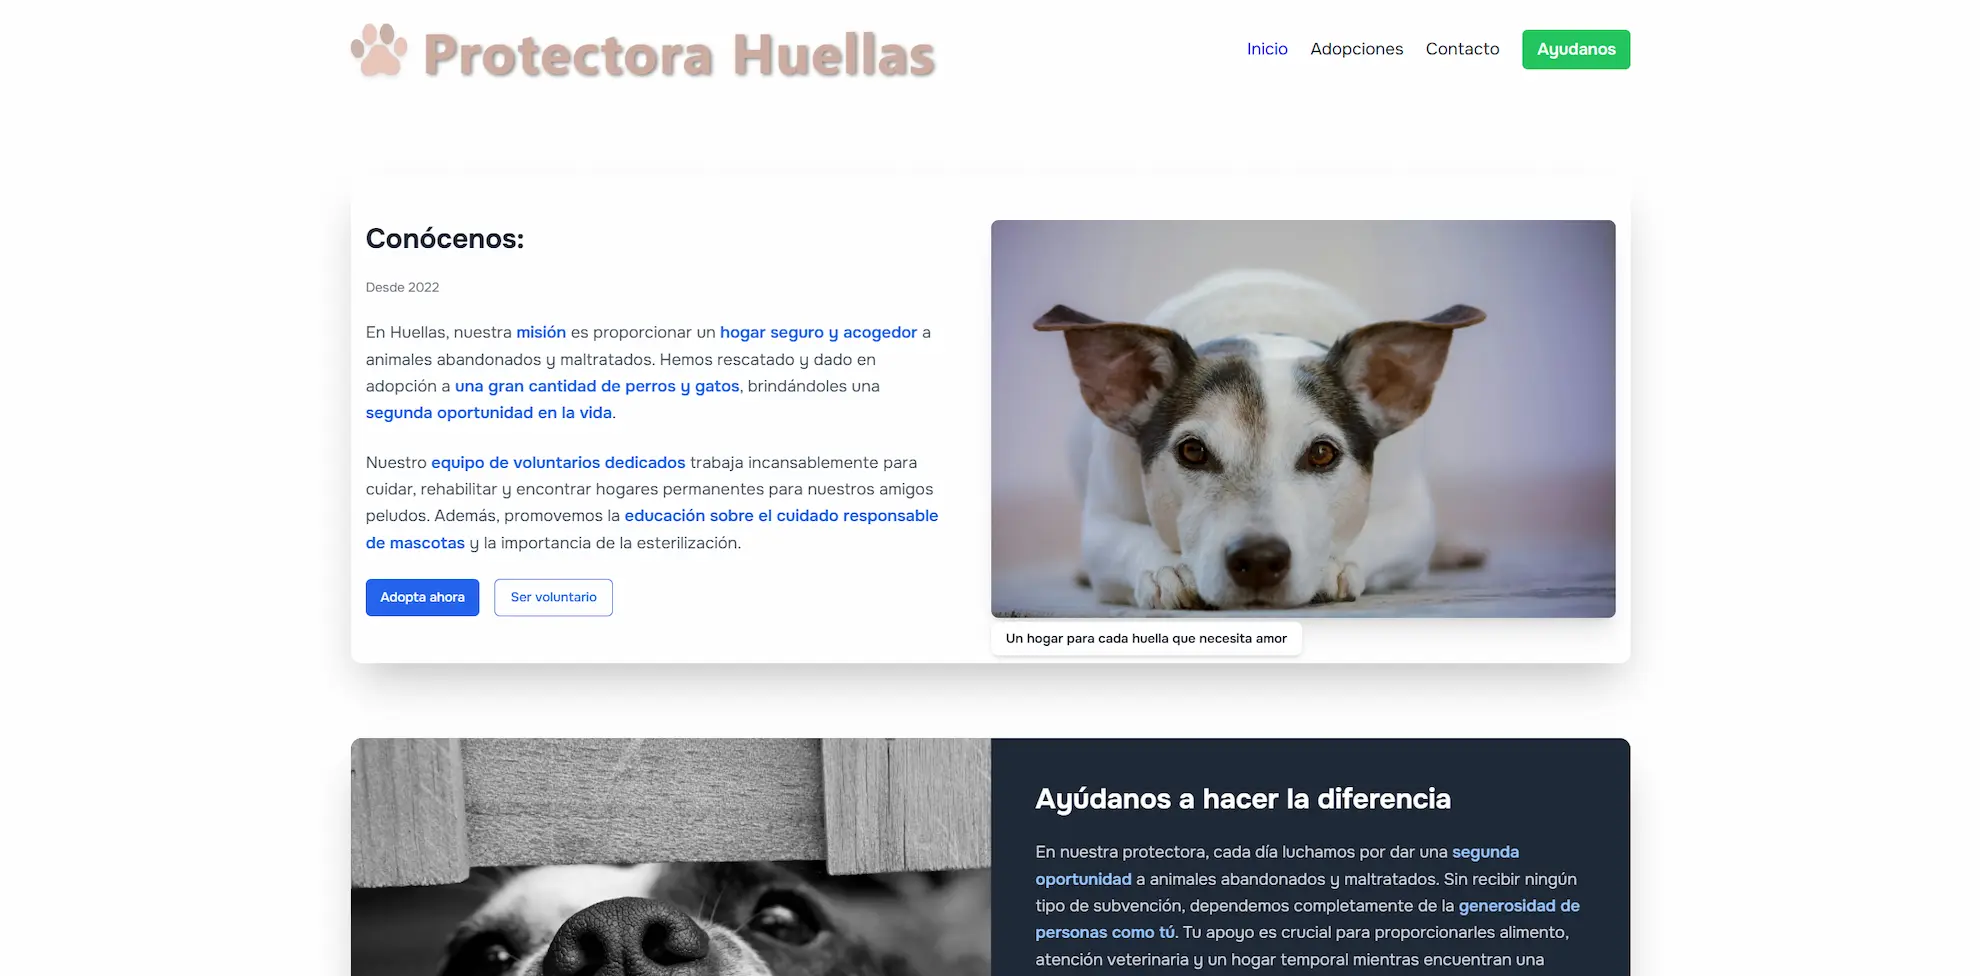 Protectora Huellas
Inicio
Adopciones
Contacto
Ayudanos
Conócenos:
Desde 2022
En Huellas, nuestra misión es proporcionar un hogar seguro y acogedor a
animales abandonados y maltratados. Hemos rescatado y dado en
adopción a una gran cantidad de perros y gatos, brindándoles una
segunda oportunidad en la vida.
Nuestro equipo de voluntarios dedicados trabaja incansablemente para
cuidar, rehabilitar y encontrar hogares permanentes para nuestros amigos
peludos. Además, promovemos la educación sobre el cuidado responsable
de mascotas y la importancia de la esterilización.
Adopta ahora
Ser voluntario
Un hogar para cada huella que necesita amor
Ayúdanos a hacer la diferencia
En nuestra protectora, cada día luchamos por dar una segunda
oportunidad a animales abandonados y maltratados. Sin recibir ningún
tipo de subvención, dependemos completamente de la generosidad de
personas como tú. Tu apoyo es crucial para proporcionarles alimento,
atención veterinaria y un hogar temporal mientras encuentran una